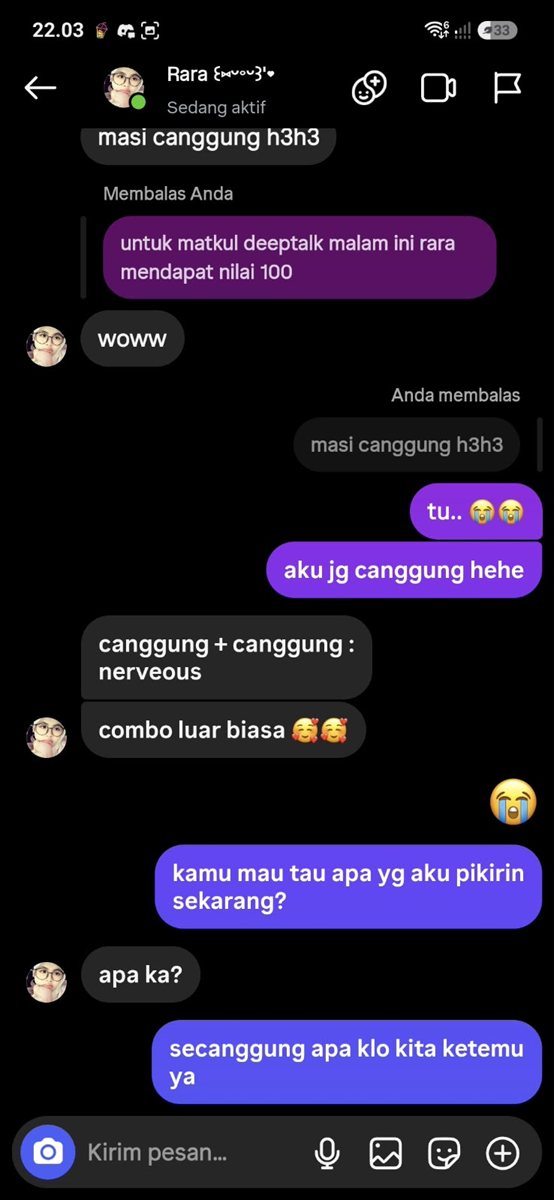 22.03
6
33
Rara ꒰⑅ᵕ༚ᵕ꒱˖♥
Sedang aktif
masi canggung h3h3
Membalas Anda
untuk matkul deeptalk malam ini rara
mendapat nilai 100
woww
Anda membalas
masi canggung h3h3
tu.. 😭😭
aku jg canggung hehe
canggung + canggung :
nerveous
combo luar biasa 🥰🥰
😭
kamu mau tau apa yg aku pikirin
sekarang?
apa ka?
secanggung apa klo kita ketemu
ya
Kirim pesan...